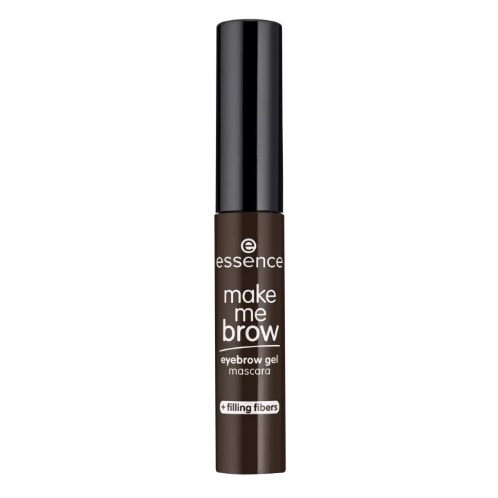 essence
make
me
brow
eyebrow gel
mascara
+ filling fibers